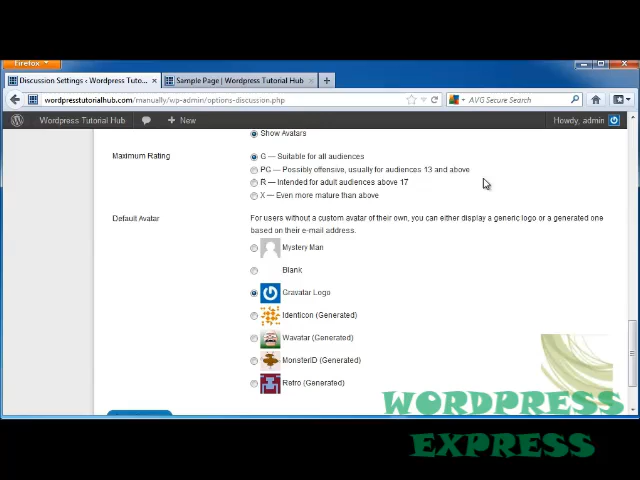 Firefox
Discussion Settings ‹ Wordpress Tuto... ×
Sample Page | Wordpress Tutorial Hub ×
wordpresstutorialhub.com/manually/wp-admin/options-discussion.php
AVG Secure Search
Wordpress Tutorial Hub
+ New
Howdy, admin
Show Avatars
Maximum Rating
G — Suitable for all audiences
PG — Possibly offensive, usually for audiences 13 and above
R — Intended for adult audiences above 17
X — Even more mature than above
Default Avatar
For users without a custom avatar of their own, you can either display a generic logo or a generated one
based on their e-mail address.
Mystery Man
Blank
Gravatar Logo
Identicon (Generated)
Wavatar (Generated)
MonsterID (Generated)
Retro (Generated)
WORDPRESS
EXPRESS